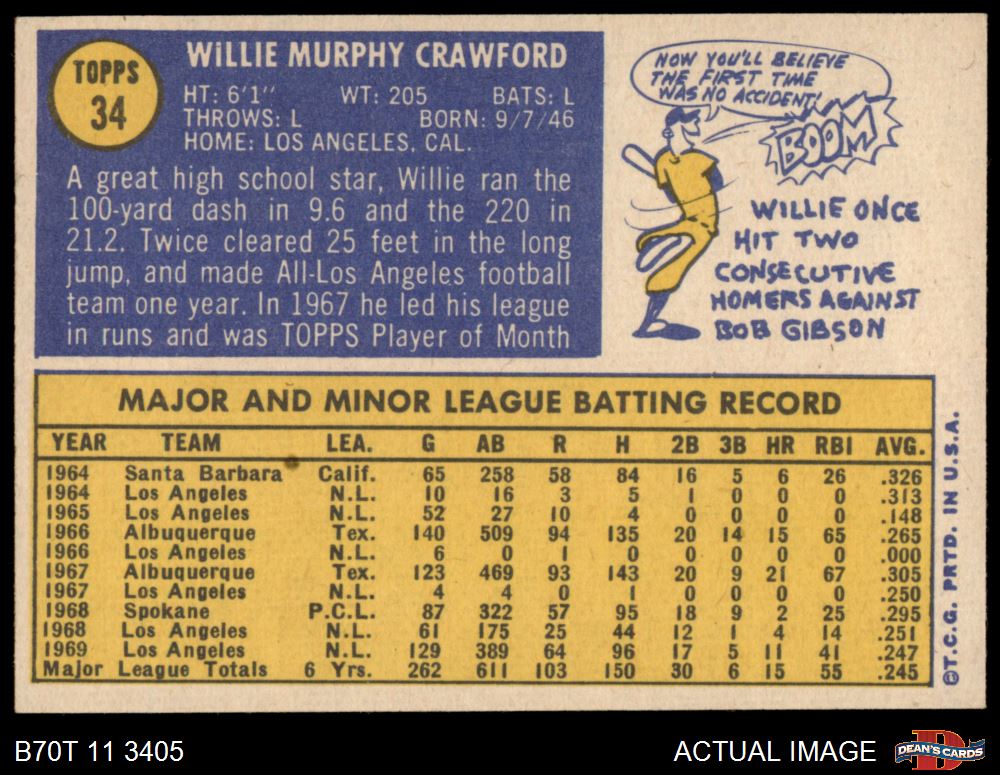 TOPPS
34
WiLLIE MURPHY CRAWFORD
HT: 6'1" WT: 205 BATS: L
THROWS: L BORN: 9/7/46
HOME: LOS ANGELES, CAL.
A great high school star, Willie ran the
100-yard dash in 9.6 and the 220 in
21.2. Twice cleared 25 feet in the long
jump, and made All-Los Angeles football
team one year. In 1967 he led his league
in runs and was TOPPS Player of Month
NOW YOU'LL BELIEVE
THE FIRST TIME
WAS NO ACCIDENT!
BOOM
WILLIE ONCE
HIT TWO
CONSECUTIVE
HOMERS AGAINST
BOB GIBSON
MAJOR AND MINOR LEAGUE BATTING RECORD
YEAR TEAM LEA. G AB R H 2B 3B HR RBI AVG.
1964 Santa Barbara Calif. 65 258 58 84 16 5 6 26 .326
1964 Los Angeles N.L. 10 16 3 5 1 0 0 0 .313
1965 Los Angeles N.L. 52 27 10 4 0 0 0 0 .148
1966 Albuquerque Tex. 140 509 94 135 20 14 15 65 .265
1966 Los Angeles N.L. 6 0 1 0 0 0 0 0 .000
1967 Albuquerque Tex. 123 469 93 143 20 9 21 67 .305
1967 Los Angeles N.L. 4 4 0 1 0 0 0 0 .250
1968 Spokane P.C.L. 87 322 57 95 18 9 2 25 .295
1968 Los Angeles N.L. 61 175 25 44 12 1 4 14 .251
1969 Los Angeles N.L. 129 389 64 96 17 5 11 41 .247
Major League Totals 6 Yrs. 262 611 103 150 30 6 15 55 .245
©T.C.G. PRTD. IN U.S.A.
B70T 11 3405
ACTUAL IMAGE
D
DEAN'S CARDS